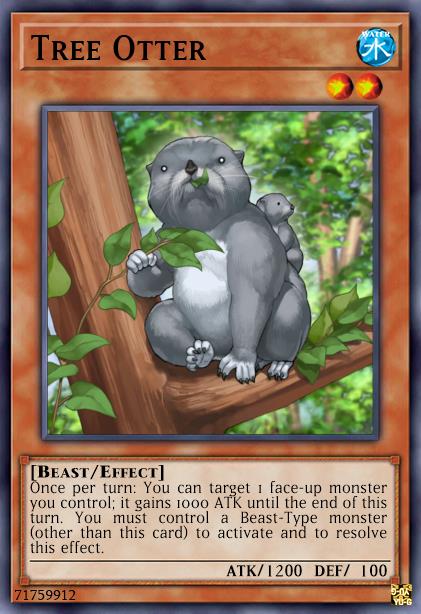 TREE OTTER
WATER
水
[BEAST/EFFECT]
Once per turn: You can target 1 face-up monster
you control; it gains 1000 ATK until the end of this
turn. You must control a Beast-Type monster
(other than this card) to activate and to resolve
this effect.
ATK/1200 DEF/ 100
71759912